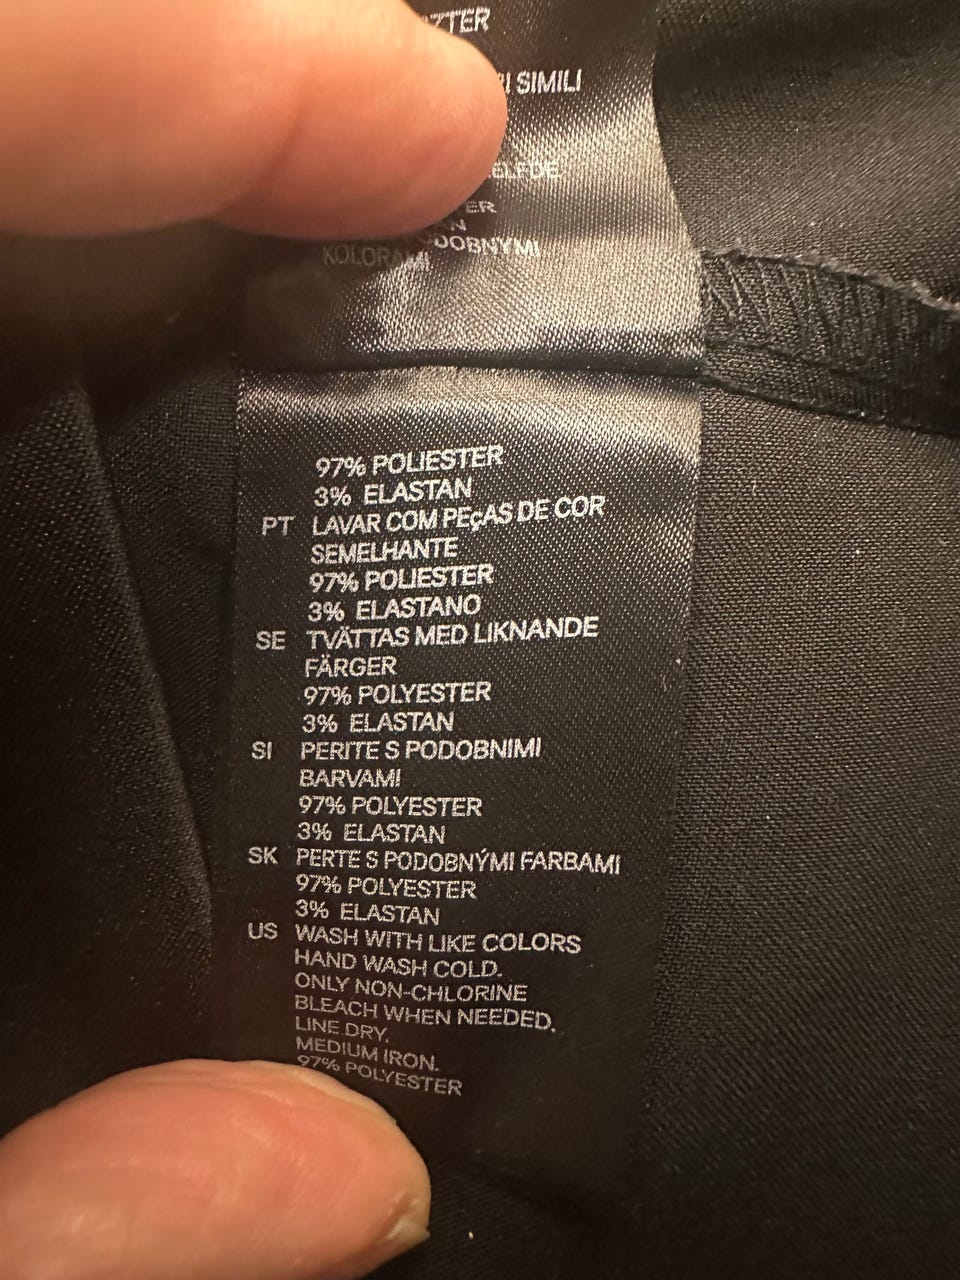 SIMILI
KOLORAMI
97% POLIESTER
3% ELASTAN
PT LAVAR COM PEçAS DE COR
SEMELHANTE
97% POLIESTER
3% ELASTANO
SE TVÄTTAS MED LIKNANDE
FÄRGER
97% POLYESTER
3% ELASTAN
SI PERITE S PODOBNIMI
BARVAMI
97% POLYESTER
3% ELASTAN
SK PERTE S PODOBNÝMI FARBAMI
97% POLYESTER
3% ELASTAN
US WASH WITH LIKE COLORS
HAND WASH COLD.
ONLY NON-CHLORINE
BLEACH WHEN NEEDED.
LINE DRY.
MEDIUM IRON.
97% POLYESTER